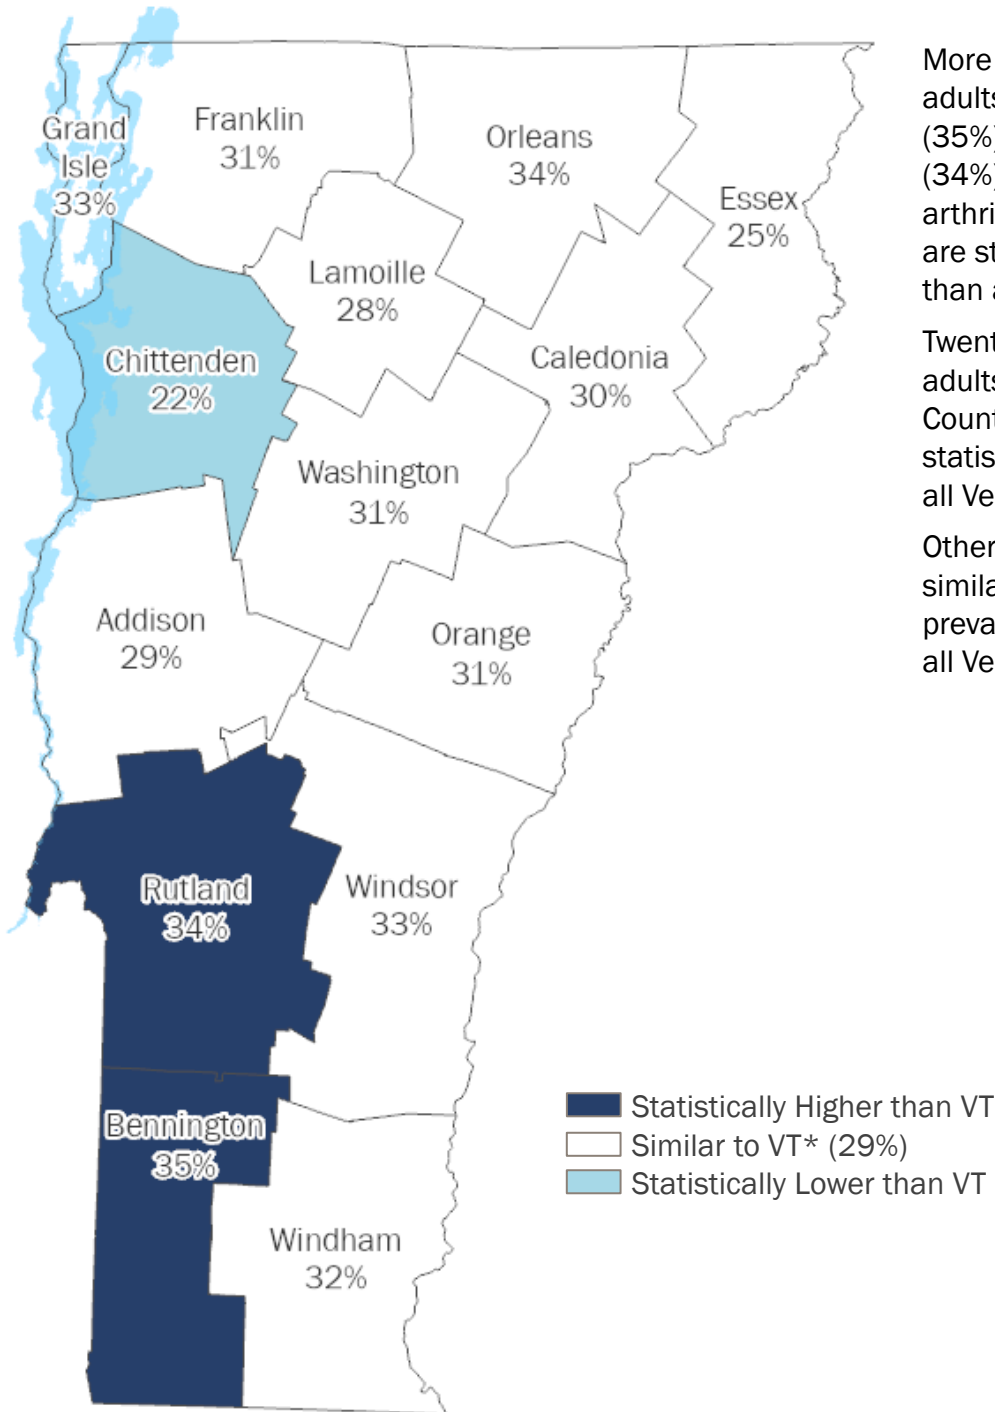 Grand
Isle
33%
Franklin
31%
Orleans
34%
Essex
25%
Lamoille
28%
Chittenden
22%
Caledonia
30%
Washington
31%
Addison
29%
Orange
31%
Rutland
34%
Windsor
33%
Bennington
35%
Windham
32%
More
adults
(35%)
(34%)
arthri
are st
than a
Twent
adults
Count
statis
all Ve
Other
simila
preva
all Ve
Statistically Higher than VT
Similar to VT* (29%)
Statistically Lower than VT